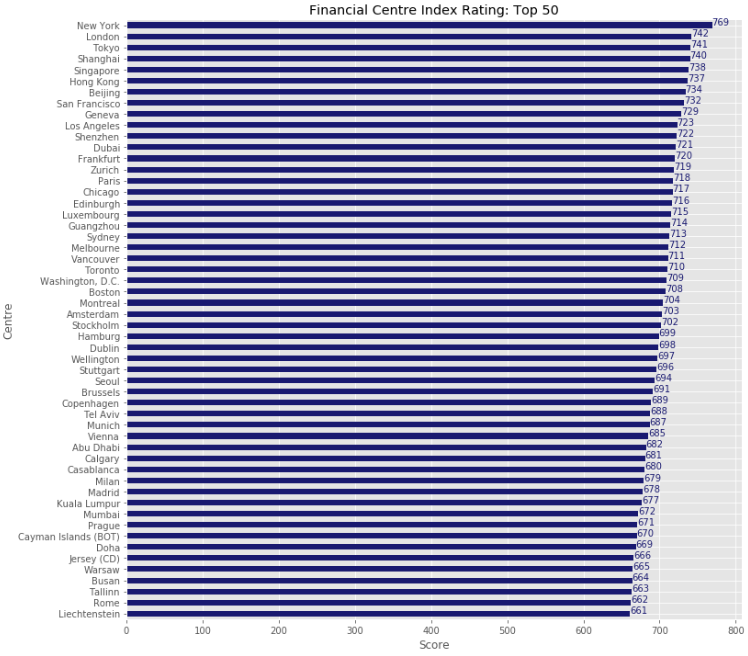 Financial Centre Index Rating: Top 50
Centre
New York 769
London 742
Tokyo 741
Shanghai 740
Singapore 738
Hong Kong 737
Beijing 734
San Francisco 732
Geneva 729
Los Angeles 723
Shenzhen 722
Dubai 721
Frankfurt 720
Zurich 719
Paris 718
Chicago 717
Edinburgh 716
Luxembourg 715
Guangzhou 714
Sydney 713
Melbourne 712
Vancouver 711
Toronto 710
Washington, D.C. 709
Boston 708
Montreal 704
Amsterdam 703
Stockholm 702
Hamburg 699
Dublin 698
Wellington 697
Stuttgart 696
Seoul 694
Brussels 691
Copenhagen 689
Tel Aviv 688
Munich 687
Vienna 685
Abu Dhabi 682
Calgary 681
Casablanca 680
Milan 679
Madrid 678
Kuala Lumpur 677
Mumbai 672
Prague 671
Cayman Islands (BOT) 670
Doha 669
Jersey (CD) 666
Warsaw 665
Busan 664
Tallinn 663
Rome 662
Liechtenstein 661
0 100 200 300 400 500 600 700 800
Score